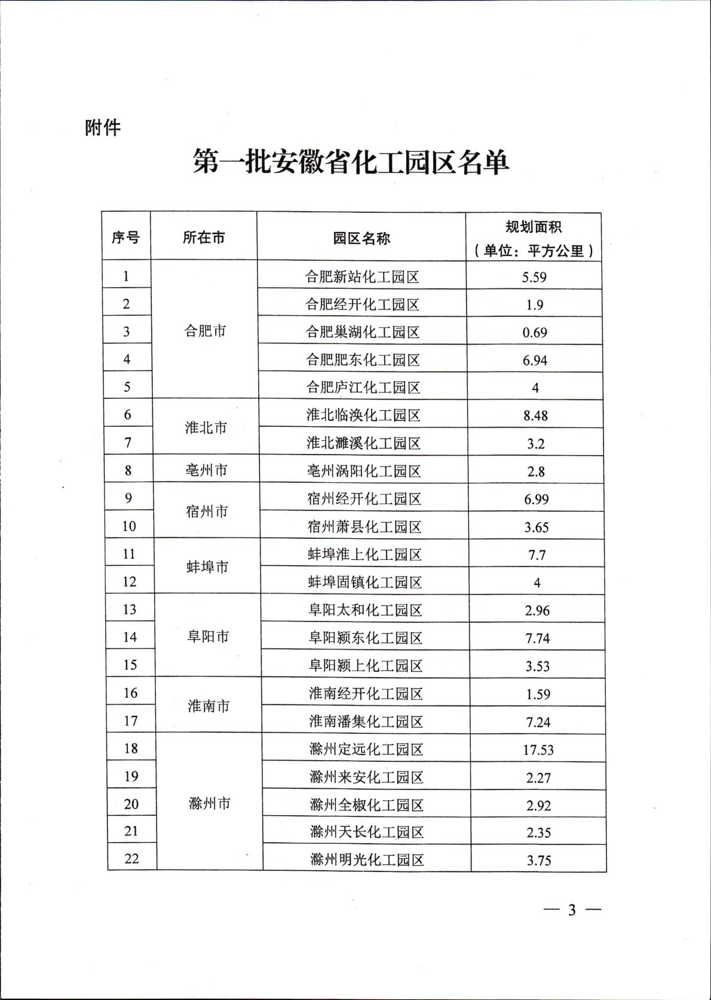 附件
第一批安徽省化工园区名单
序号 所在市 园区名称 规划面积
（单位：平方公里）
1 合肥新站化工园区 5.59
2 合肥经开化工园区 1.9
3 合肥市 合肥巢湖化工园区 0.69
4 合肥肥东化工园区 6.94
5 合肥庐江化工园区 4
6 淮北市 淮北临涣化工园区 8.48
7 淮北濉溪化工园区 3.2
8 亳州市 亳州涡阳化工园区 2.8
9 宿州市 宿州经开化工园区 6.99
10 宿州萧县化工园区 3.65
11 蚌埠市 蚌埠淮上化工园区 7.7
12 蚌埠固镇化工园区 4
13 阜阳太和化工园区 2.96
14 阜阳市 阜阳颍东化工园区 7.74
15 阜阳颍上化工园区 3.53
16 淮南市 淮南经开化工园区 1.59
17 淮南潘集化工园区 7.24
18 滁州定远化工园区 17.53
19 滁州来安化工园区 2.27
20 滁州市 滁州全椒化工园区 2.92
21 滁州天长化工园区 2.35
22 滁州明光化工园区 3.75
— 3 —